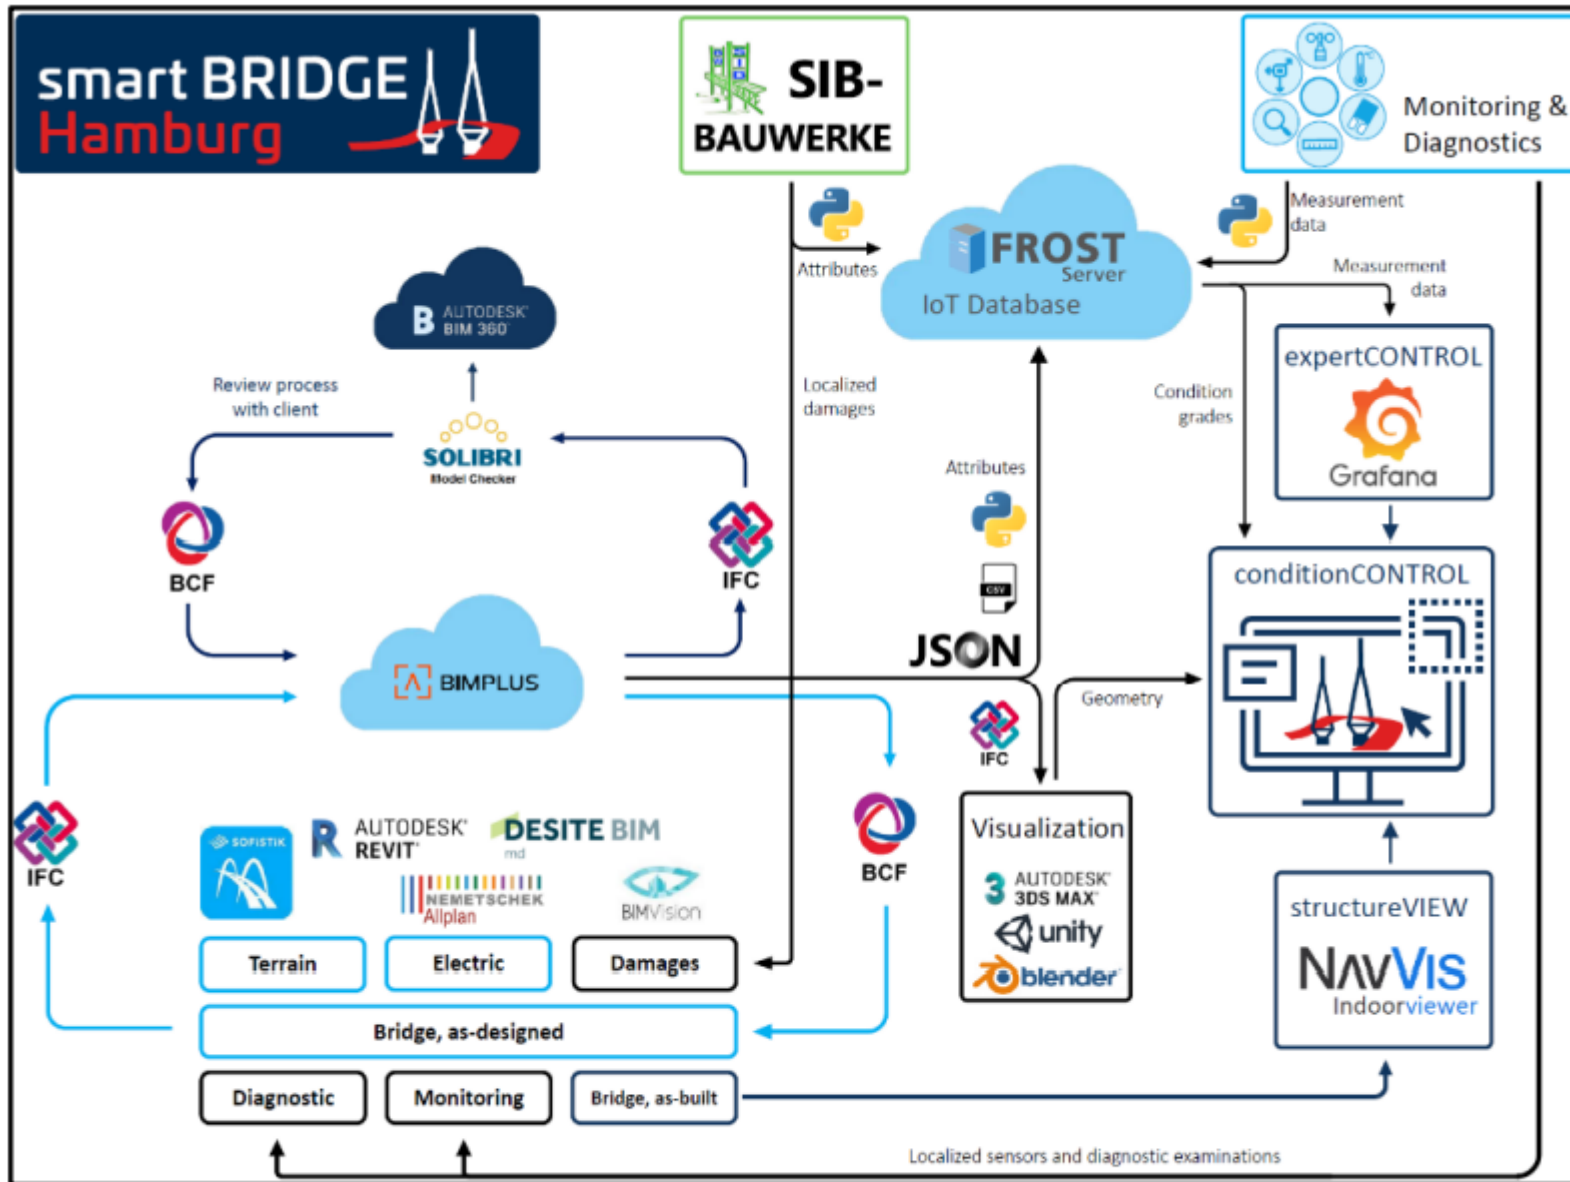 smart BRIDGE
Hamburg
SIB-
BAUWERKE
Monitoring &
Diagnostics
Measurement
data
Attributes
FROST
Server
IoT Database
Measurement
data
B AUTODESK
BIM 360
expertCONTROL
Review process
with client
Localized
damages
Condition
grades
SOLIBRI
Model Checker
Attributes
Grafana
BCF
IFC
CSV
conditionCONTROL
JSON
BIMPLUS
Geometry
IFC
IFC
SOFISTIK
R AUTODESK
REVIT
DESITE BIM
md
NEMETSCHEK
Allplan
BIMVision
BCF
Visualization
3 AUTODESK
3DS MAX
unity
blender
structureVIEW
NAVVIS
Indoorviewer
Terrain
Electric
Damages
Bridge, as-designed
Diagnostic
Monitoring
Bridge, as-built
Localized sensors and diagnostic examinations